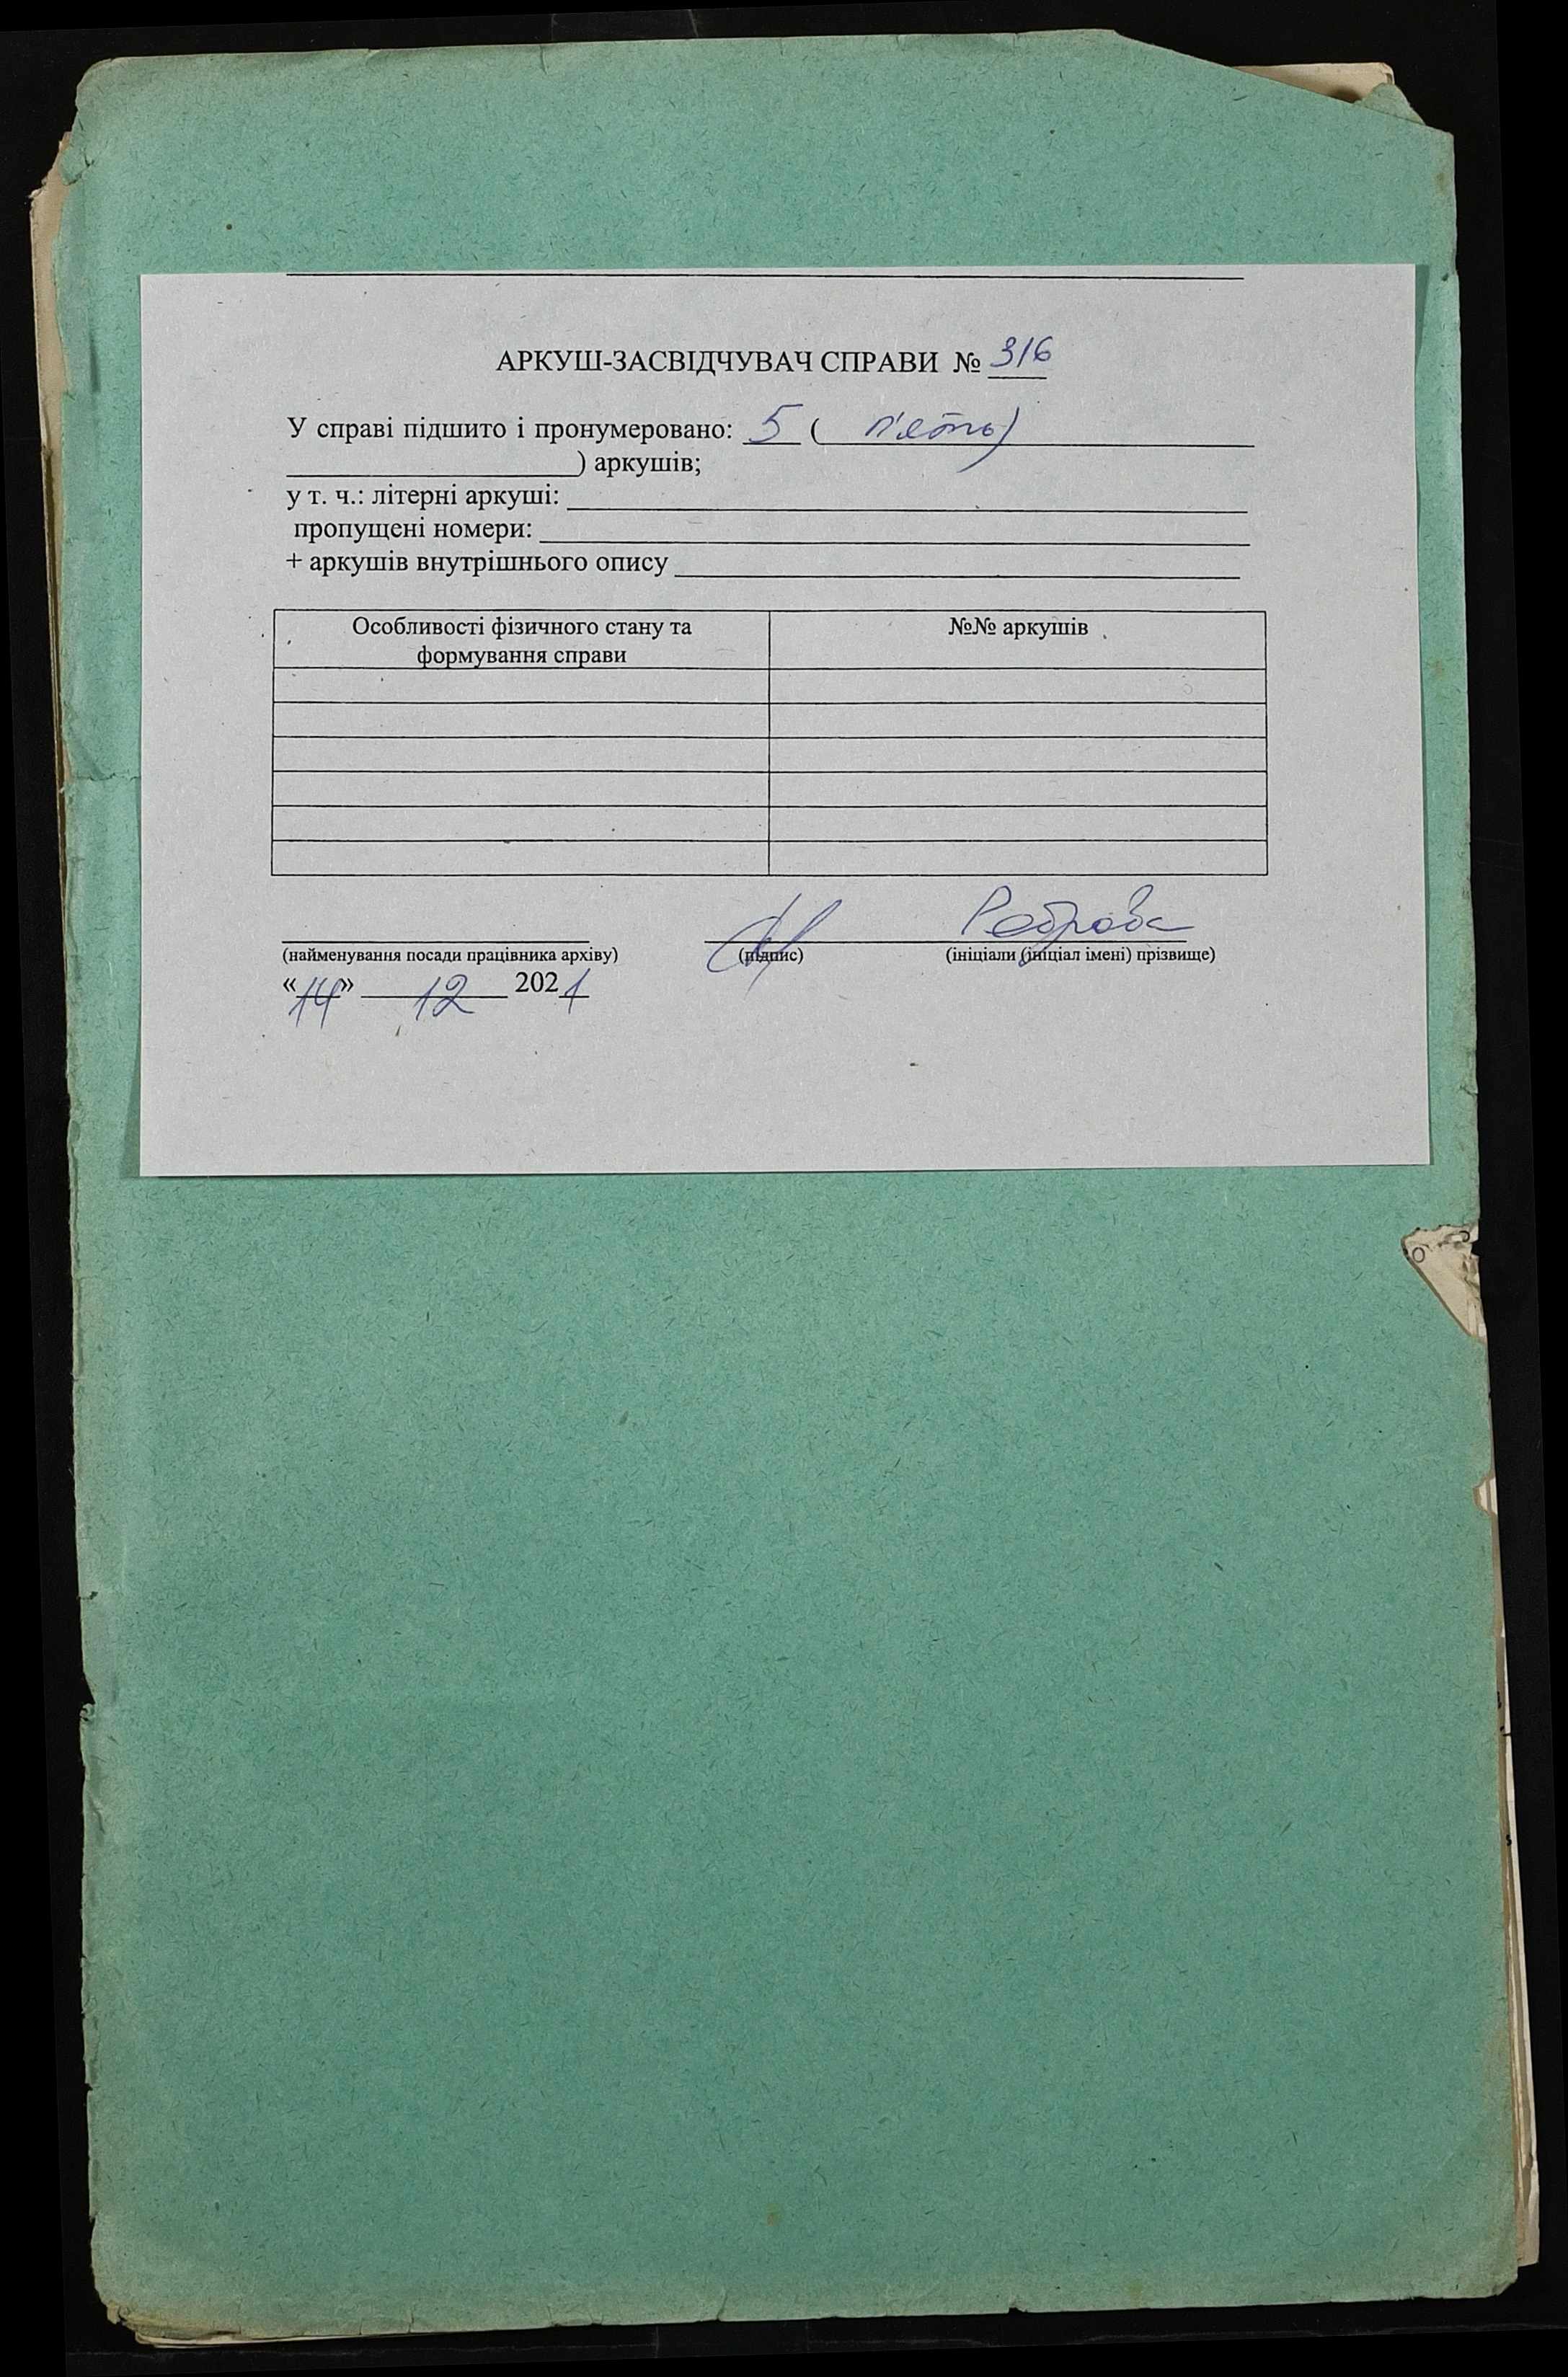 АРКУШ-ЗАСВІДЧУВАЧ СПРАВИ № 316
У справі підшито і пронумеровано: 5 ( п'ять)
) аркушів;
у т. ч.: літерні аркуші:
пропущені номери:
+ аркушів внутрішнього опису
Особливості фізичного стану та формування справи №№ аркушів
Реброва
(найменування посади працівника архіву) (підпис) (ініціали (ініціал імені) прізвище)
«14» 12 2021